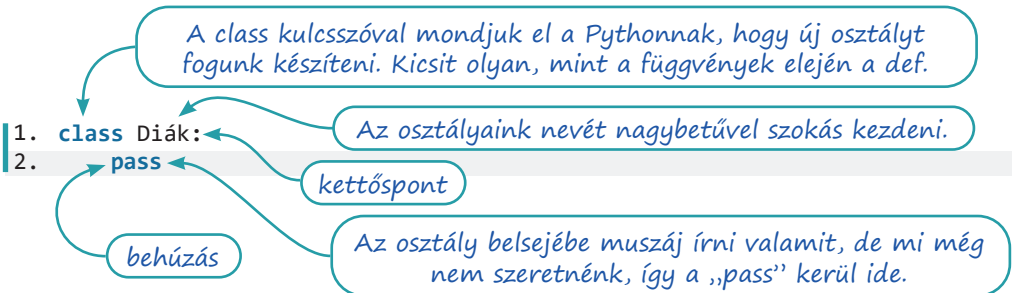 A class kulcsszóval mondjuk el a Pythonnak, hogy új osztályt
fogunk készíteni. Kicsit olyan, mint a függvények elején a def.
1. class Diák:
Az osztályaink nevét nagybetűvel szokás kezdeni.
2. pass
kettőspont
behúzás
Az osztály belsejébe muszáj írni valamit, de mi még
nem szeretnénk, így a „pass” kerül ide.